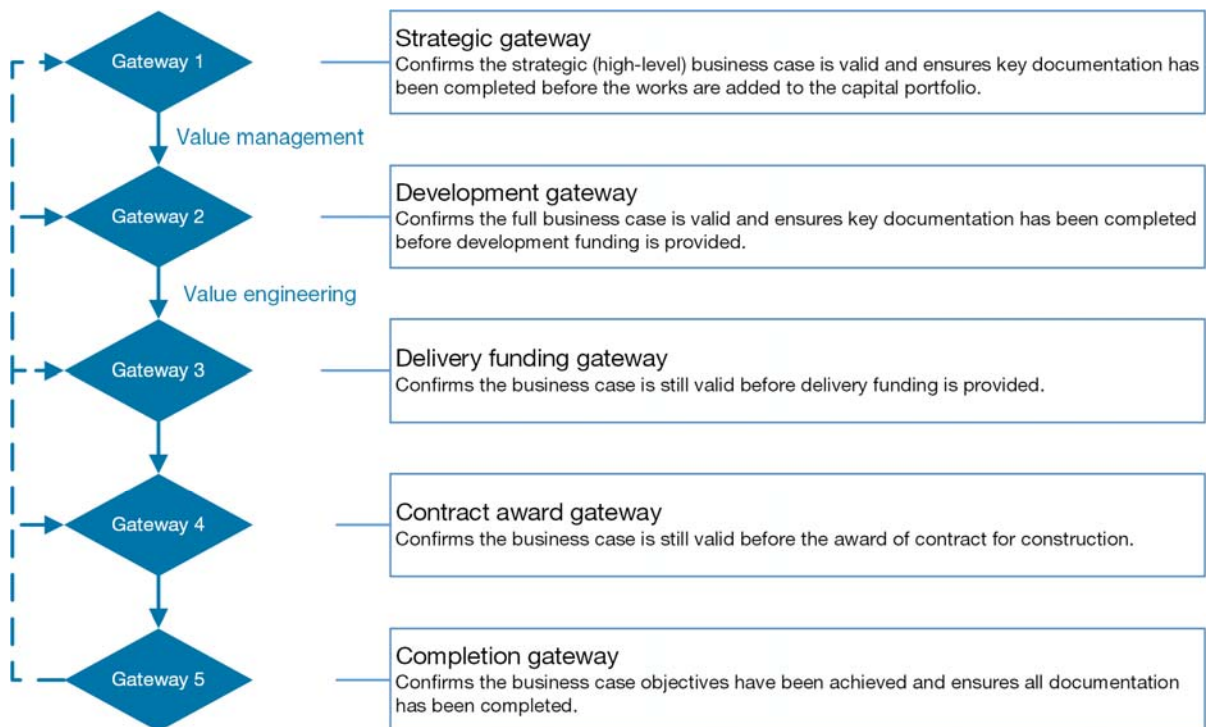 Gateway 1
Strategic gateway
Confirms the strategic (high-level) business case is valid and ensures key documentation has
been completed before the works are added to the capital portfolio.
Value management
Gateway 2
Development gateway
Confirms the full business case is valid and ensures key documentation has been completed
before development funding is provided.
Value engineering
Gateway 3
Delivery funding gateway
Confirms the business case is still valid before delivery funding is provided.
Gateway 4
Contract award gateway
Confirms the business case is still valid before the award of contract for construction.
Gateway 5
Completion gateway
Confirms the business case objectives have been achieved and ensures all documentation
has been completed.